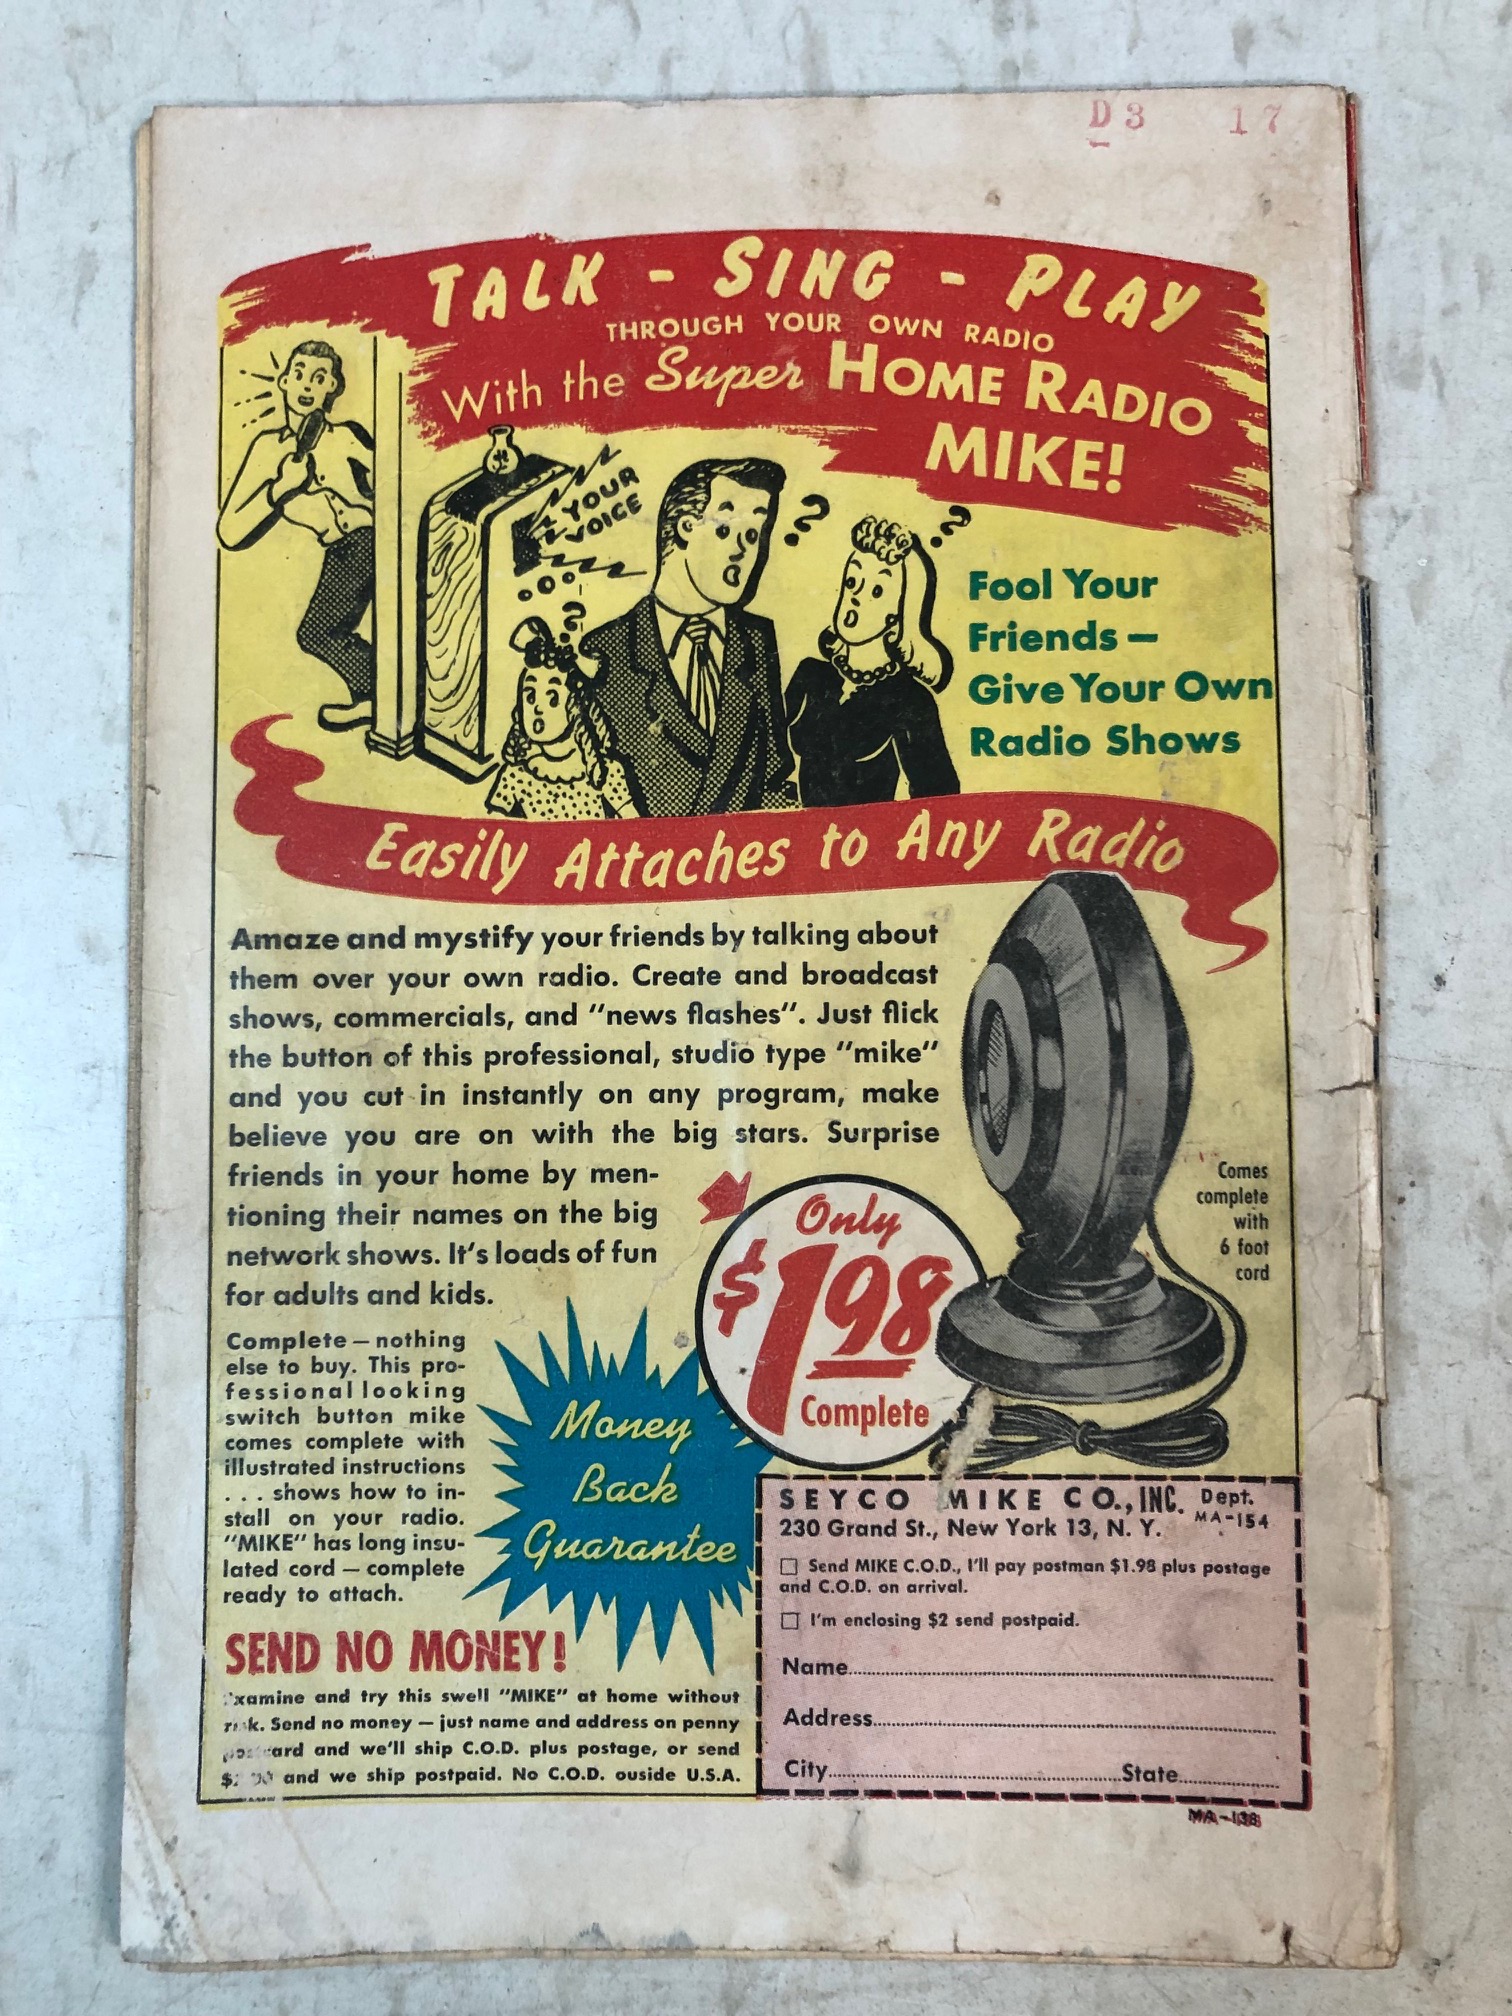 D3 17
TALK - SING - PLAY
THROUGH YOUR OWN RADIO
With the Super HOME RADIO
MIKE!
YOUR
VOICE
? ? ?
Fool Your
Friends —
Give Your Own
Radio Shows
Easily Attaches to Any Radio
Amaze and mystify your friends by talking about
them over your own radio. Create and broadcast
shows, commercials, and "news flashes". Just flick
the button of this professional, studio type "mike"
and you cut in instantly on any program, make
believe you are on with the big stars. Surprise
friends in your home by men-
tioning their names on the big
network shows. It's loads of fun
for adults and kids.
Comes
complete
with
6 foot
cord
Only
$1.98
Complete
Complete — nothing
else to buy. This pro-
fessional looking
switch button mike
comes complete with
illustrated instructions
. . . shows how to in-
stall on your radio.
"MIKE" has long insu-
lated cord — complete
ready to attach.
Money
Back
Guarantee
SEND NO MONEY!
xamine and try this swell "MIKE" at home without
Send no money — just name and address on penny
and we'll ship C.O.D. plus postage, or send
and we ship postpaid. No C.O.D. ouside U.S.A.
SEYCO MIKE CO., INC. Dept.
MA-154
230 Grand St., New York 13, N. Y.
☐ Send MIKE C.O.D., I'll pay postman $1.98 plus postage
and C.O.D. on arrival.
☐ I'm enclosing $2 send postpaid.
Name
Address
City State
MA-138